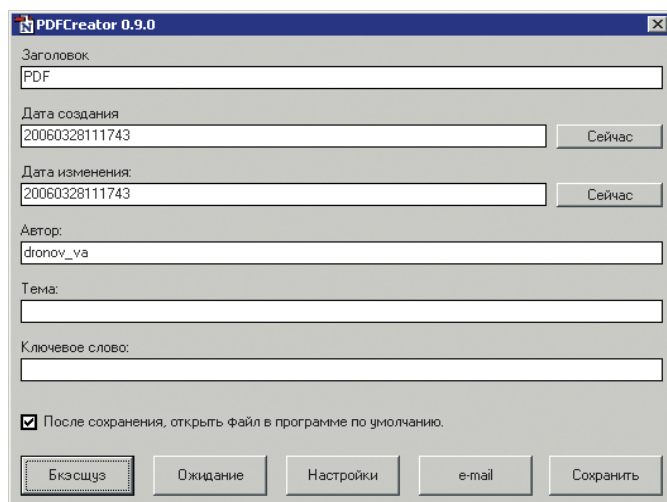 PDFCreator 0.9.0
Заголовок
PDF
Дата создания
20060328111743
Сейчас
Дата изменения:
20060328111743
Сейчас
Автор:
dronov_va
Тема:
Ключевое слово:
После сохранения, открыть файл в программе по умолчанию.
Бкэсщуз Ожидание Настройки e-mail Сохранить